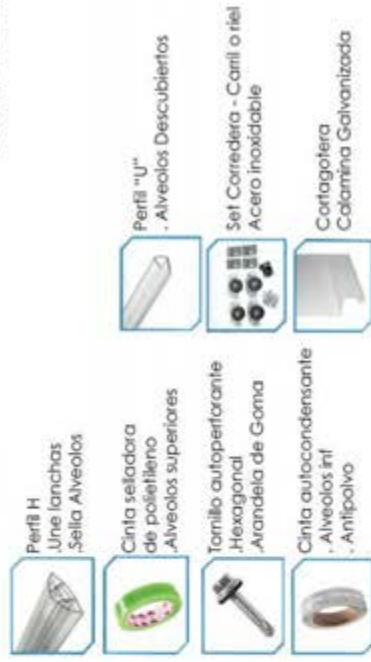 Perfil H
.Une lanchas
.Sella Alveolos
Cinta selladora
de polietileno
.Alveolos superiores
Tornillo autoperforante
.Hexagonal
.Arandela de Goma
Cinta autocondensante
. Alveolos inf
. Antipolvo
Perfil "U"
. Alveolos Descubiertos
Set Corredera - Carril o riel
Acero inoxidable
Cortagotera
Calamina Galvanizada